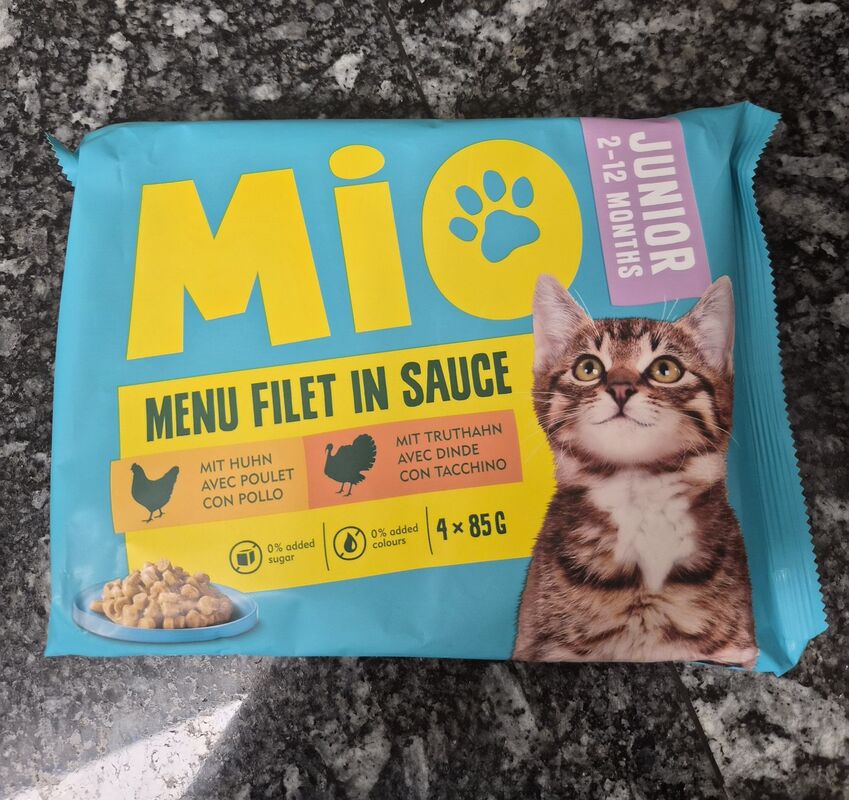 MiO
JUNIOR
2-12 MONTHS
MENU FILET IN SAUCE
MIT HUHN
AVEC POULET
CON POLLO
MIT TRUTHAHN
AVEC DINDE
CON TACCHINO
0% added
sugar
0% added
colours
4 × 85 G